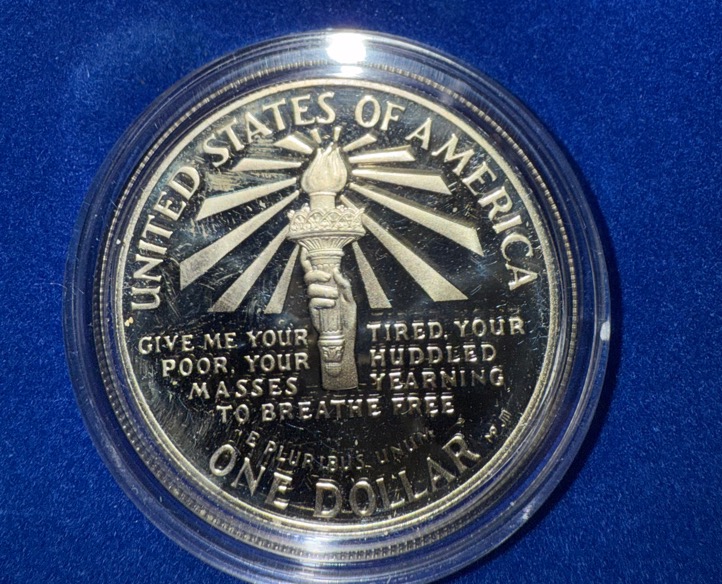 UNITED STATES OF AMERICA
GIVE ME YOUR TIRED, YOUR
POOR YOUR HUDDLED
MASSES YEARNING
TO BREATHE FREE
E PLURIBUS UNUM
ONE DOLLAR